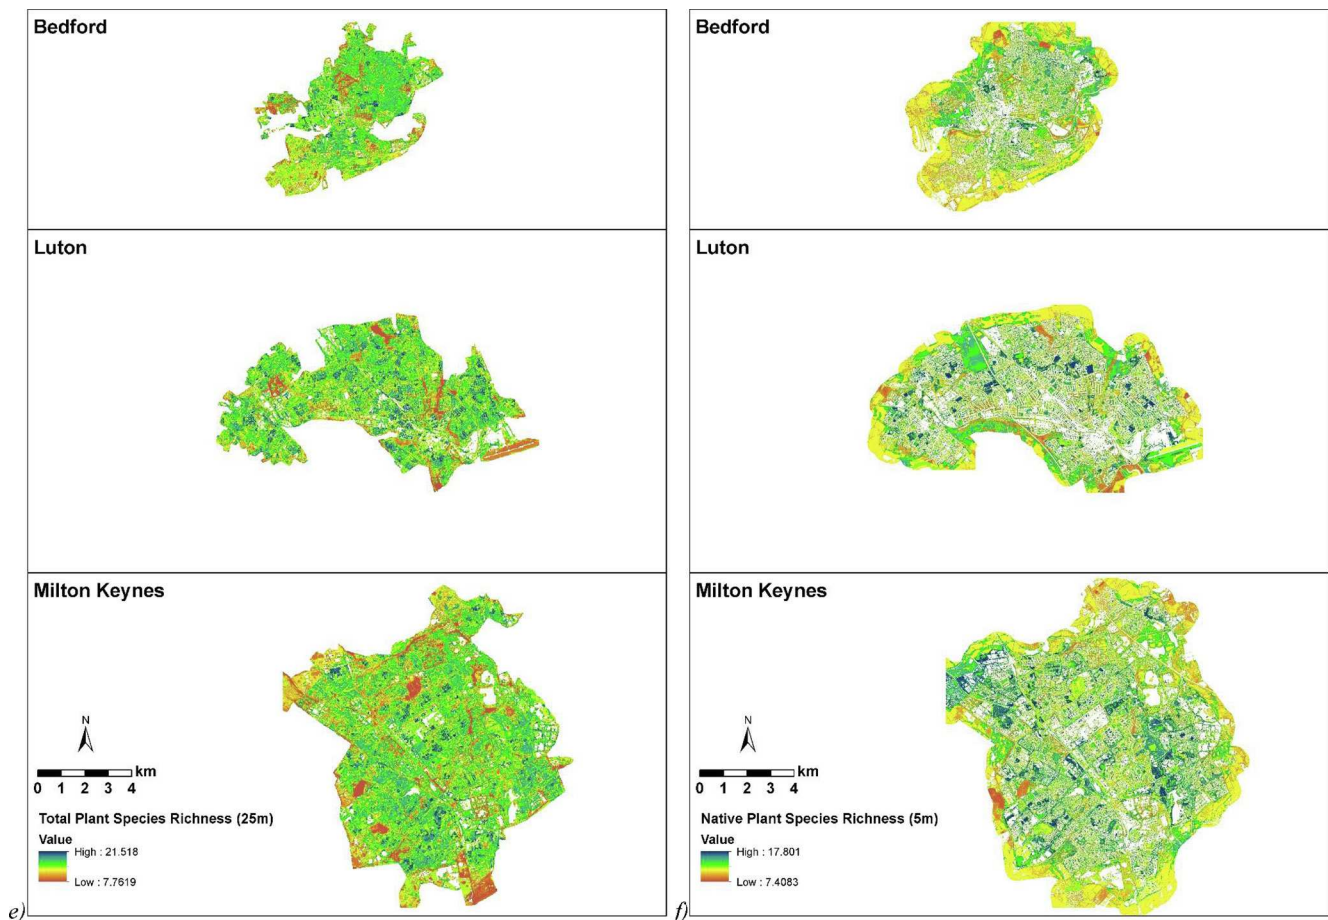 Bedford
Luton
Milton Keynes
N
km
0 1 2 3 4
Total Plant Species Richness (25m)
Value
High : 21.518
Low : 7.7619
e)
Bedford
Luton
Milton Keynes
N
km
0 1 2 3 4
Native Plant Species Richness (5m)
Value
High : 17.801
Low : 7.4083
f)